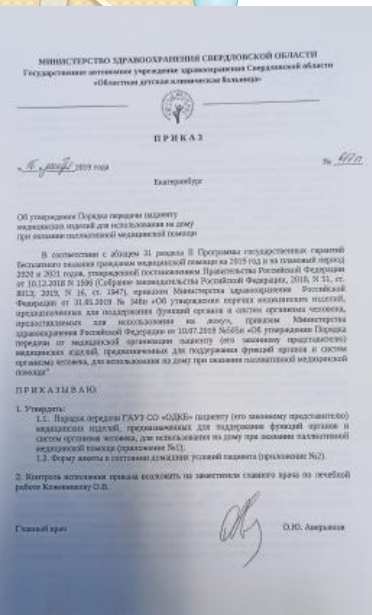 МИНИСТЕРСТВО ЗДРАВООХРАНЕНИЯ СВЕРДЛОВСКОЙ ОБЛАСТИ
Государственное автономное учреждение здравоохранения Свердловской области
«Областная детская клиническая больница»
ПРИКАЗ
2019 года
№
Екатеринбург
Об утверждении Порядка передачи пациенту
медицинских изделий для использования на дому
при оказании паллиативной медицинской помощи
В соответствии с абзацем 31 раздела II Программы государственных гарантий
бесплатного оказания гражданам медицинской помощи на 2019 год и на плановый период
2020 и 2021 годов, утвержденной постановлением Правительства Российской Федерации
от 10.12.2018 N 1506 (Собрание законодательства Российской Федерации, 2018, N 51, ст.
8013; 2019, N 16, ст. 1947), приказом Министерства здравоохранения Российской
Федерации от 31.05.2019 № 348н «Об утверждении перечня медицинских изделий,
предназначенных для поддержания функций органов и систем организма человека,
предоставляемых для использования на дому», приказом Министерства
здравоохранения Российской Федерации от 10.07.2019 №505н «Об утверждении Порядка
передачи от медицинской организации пациенту (его законному представителю)
медицинских изделий, предназначенных для поддержания функций органов и систем
организма человека, для использования на дому при оказании паллиативной медицинской
помощи"
ПРИКАЗЫВАЮ:
1. Утвердить:
1.1. Порядок передачи ГАУЗ СО «ОДКБ» пациенту (его законному представителю)
медицинских изделий, предназначенных для поддержания функций органов и
систем организма человека, для использования на дому при оказании паллиативной
медицинской помощи (приложение №1);
Форму анкеты о состоянии домашних условий пациента (приложение №2).
2. Контроль исполнения приказа возложить на заместителя главного врача по лечебной
работе Кожевникову О.В.
Главный врач
О.Ю. Аверьянов